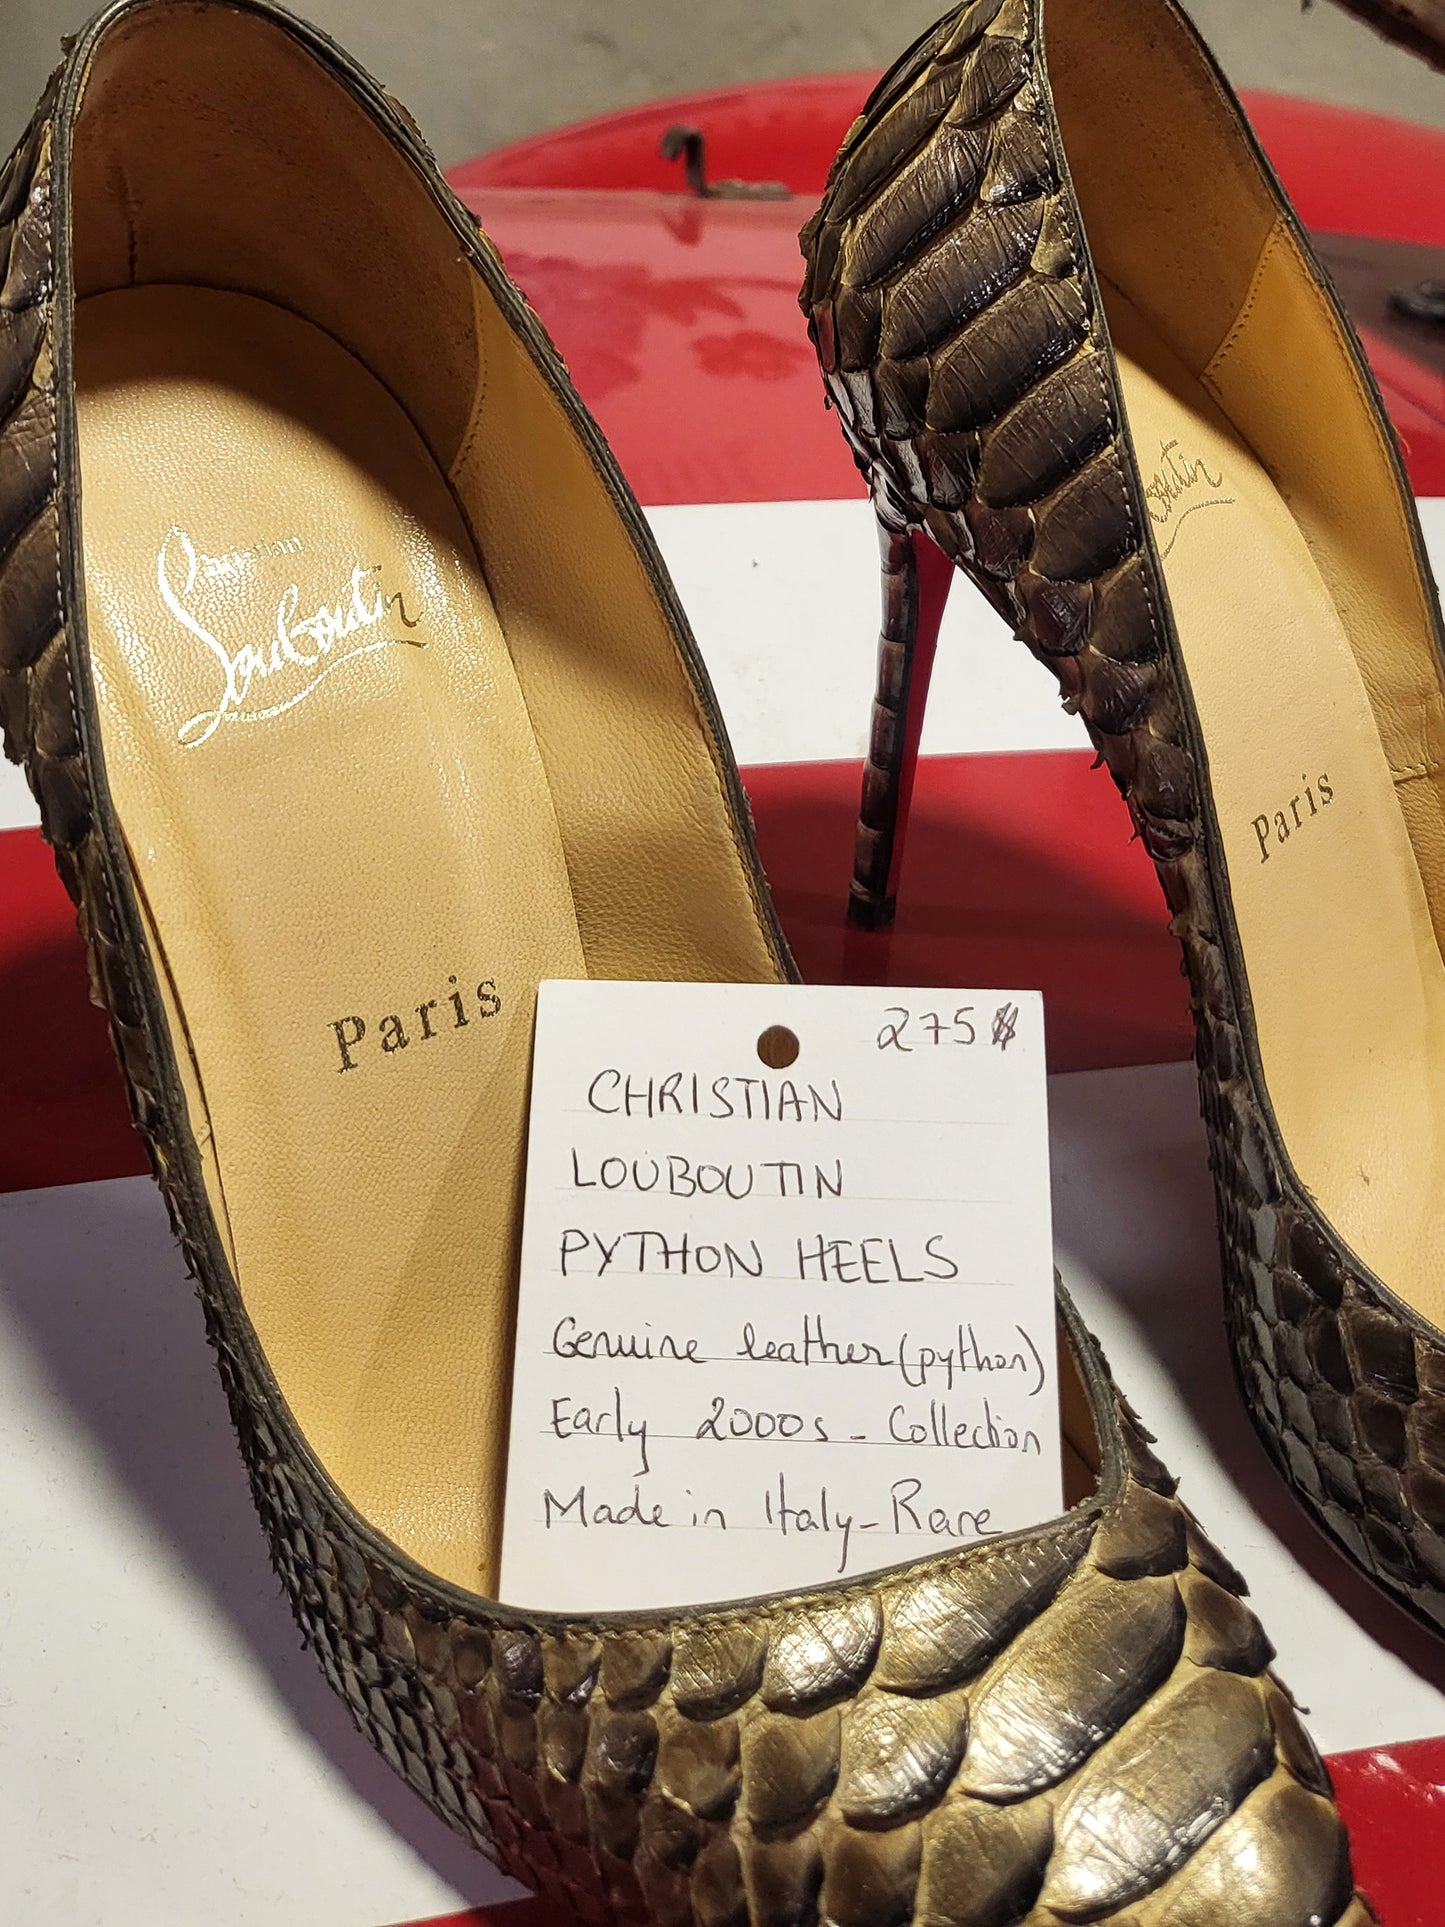 Christian
Louboutin
Paris
outin
Paris
275 $
CHRISTIAN
LOUBOUTIN
PYTHON HEELS
Genuine leather (python)
Early 2000s - Collection
Made in Italy - Rare